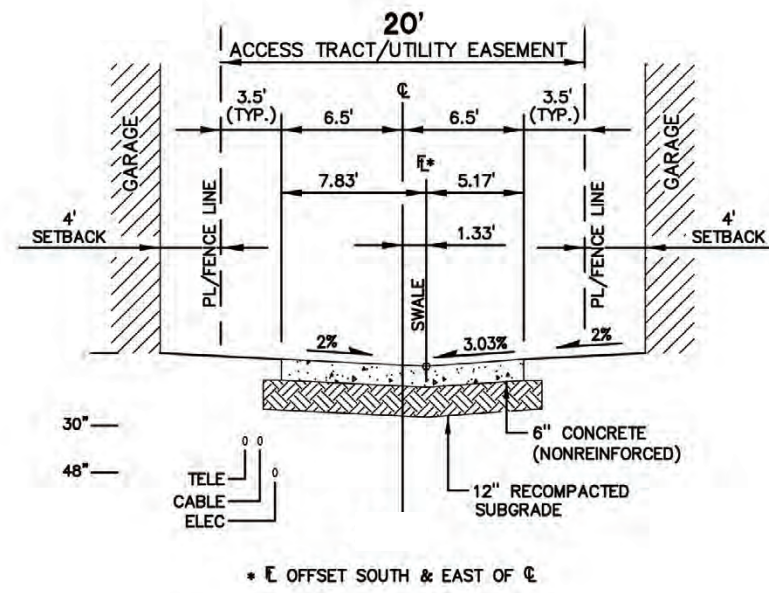 20'
ACCESS TRACT/UTILITY EASEMENT
℄
3.5'
(TYP.)
6.5'
6.5'
3.5'
(TYP.)
FL*
7.83'
5.17'
1.33'
GARAGE
GARAGE
4'
SETBACK
4'
SETBACK
PL/FENCE LINE
PL/FENCE LINE
SWALE
2%
3.03%
2%
30"
48"
TELE
CABLE
ELEC
6" CONCRETE
(NONREINFORCED)
12" RECOMPACTED
SUBGRADE
* FL OFFSET SOUTH & EAST OF ℄